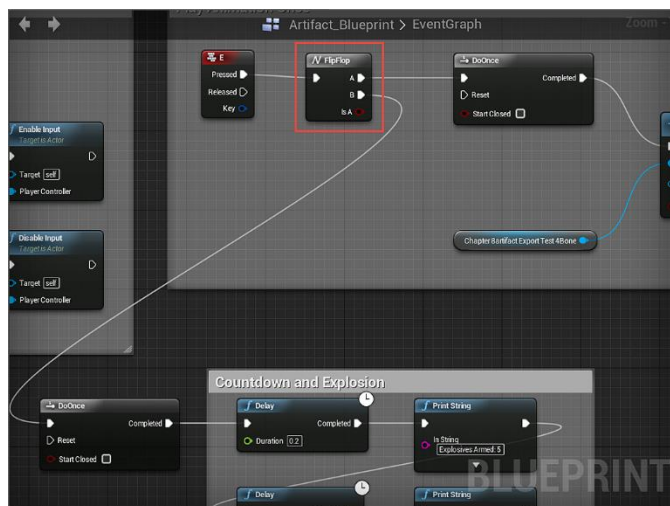 Artifact_Blueprint > EventGraph
Zoom
E
Pressed
Released
Key
FlipFlop
A
B
Is A
DoOnce
Completed
Reset
Start Closed
Enable Input
Target is Actor
Target self
Player Controller
Disable Input
Target is Actor
Target self
Player Controller
Chapter 8artifact Export Test 4Bone
Countdown and Explosion
DoOnce
Completed
Reset
Start Closed
Delay
Completed
Duration 0.2
Print String
In String
Explosives Armed: 5
Delay
Print String
BLUEPRINT